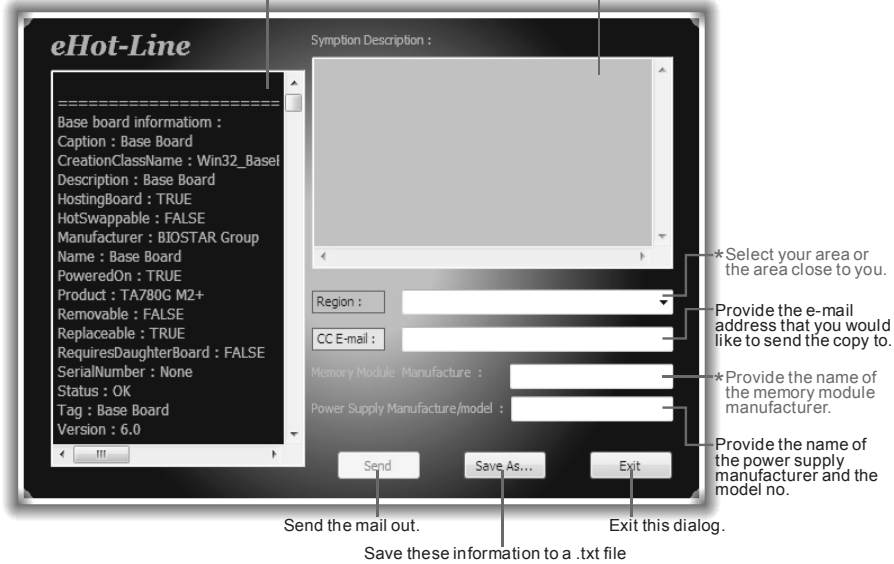 eHot-Line
Symption Description :
======================
Base board informatiom :
Caption : Base Board
CreationClassName : Win32_BaseB
Description : Base Board
HostingBoard : TRUE
HotSwappable : FALSE
Manufacturer : BIOSTAR Group
Name : Base Board
PoweredOn : TRUE
Product : TA780G M2+
Removable : FALSE
Replaceable : TRUE
RequiresDaughterBoard : FALSE
SerialNumber : None
Status : OK
Tag : Base Board
Version : 6.0
Region :
CC E-mail :
Memory Module Manufacture :
Power Supply Manufacture/model :
Send
Save As...
Exit
*Select your area or
the area close to you.
Provide the e-mail
address that you would
like to send the copy to.
*Provide the name of
the memory module
manufacturer.
Provide the name of
the power supply
manufacturer and the
model no.
Send the mail out.
Exit this dialog.
Save these information to a .txt file